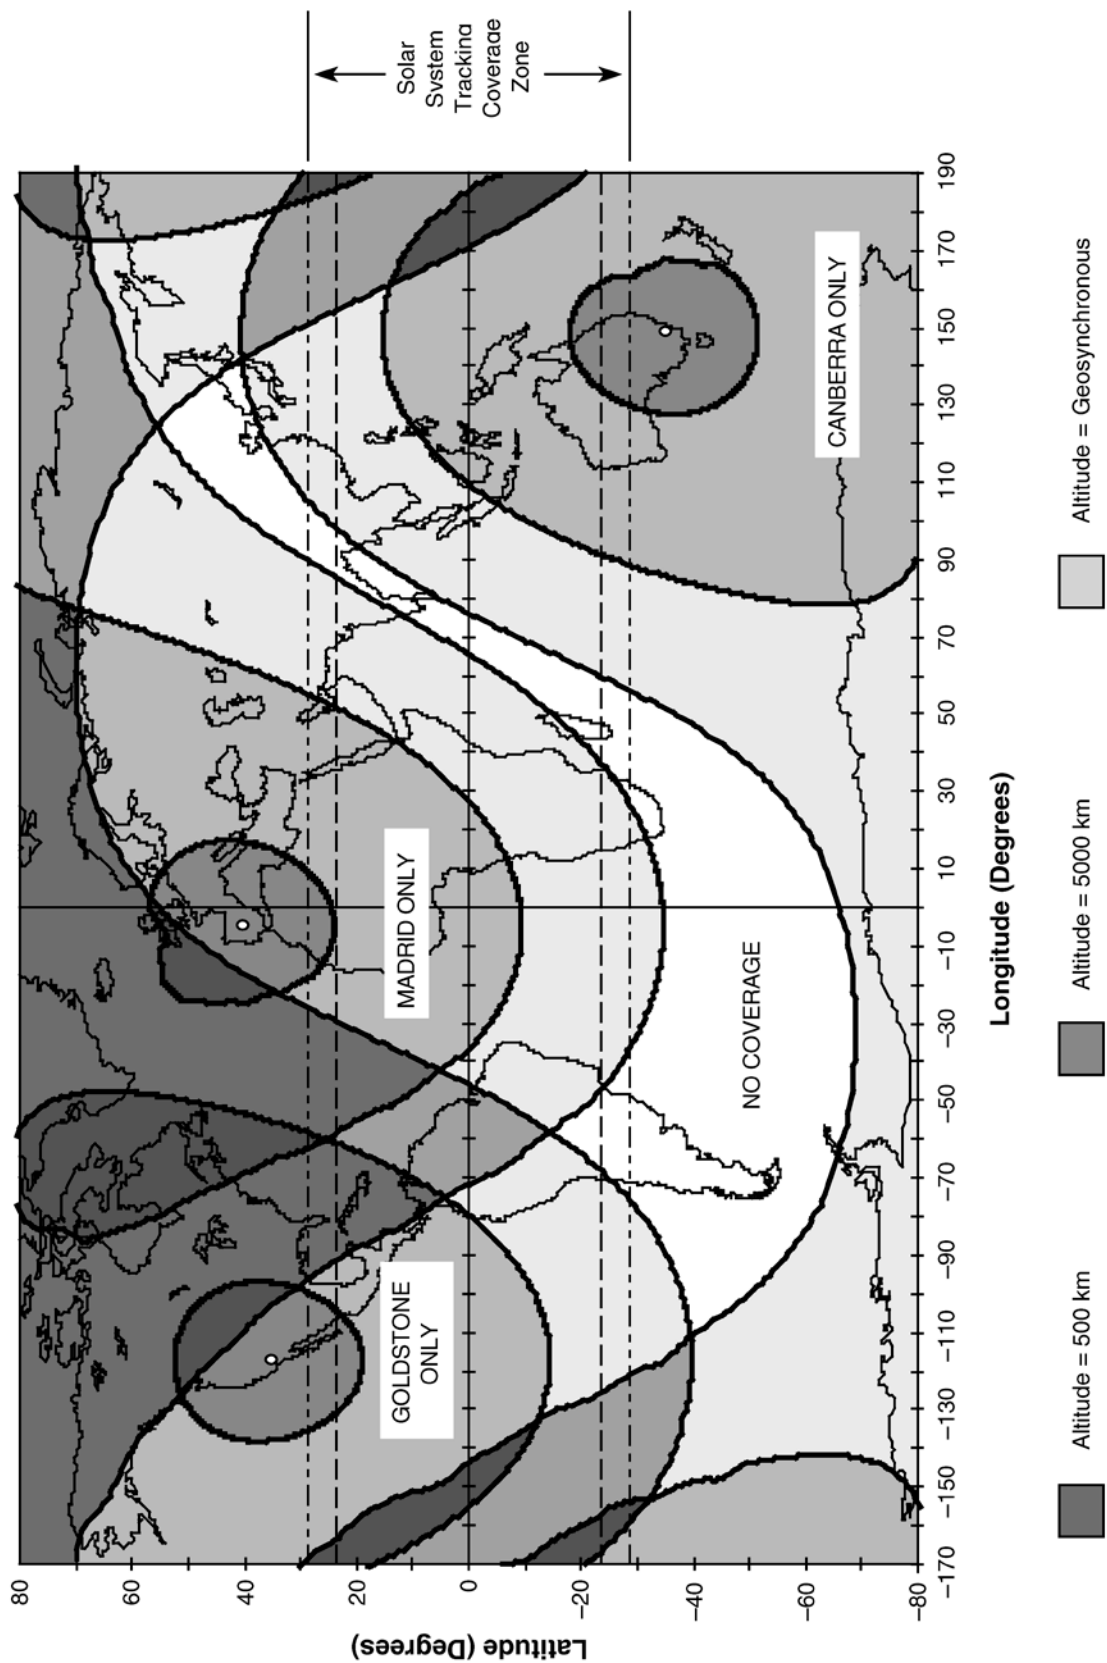 Solar
System
Tracking
Coverage
Zone
80
60
40
20
0
–20
–40
–60
–80
Latitude (Degrees)
GOLDSTONE
ONLY
MADRID ONLY
NO COVERAGE
CANBERRA ONLY
–170
–150
–130
–110
–90
–70
–50
–30
–10
10
30
50
70
90
110
130
150
170
190
Longitude (Degrees)
Altitude = 500 km
Altitude = 5000 km
Altitude = Geosynchronous